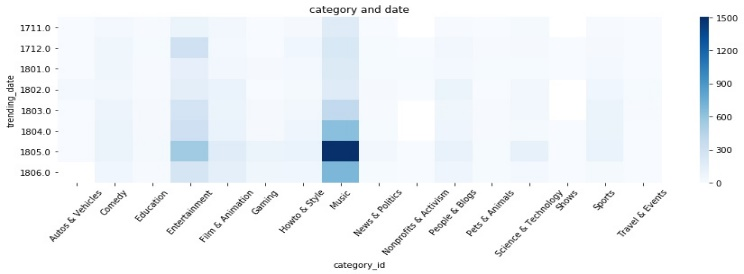 category and date
trending_date
1711.0
1712.0
1801.0
1802.0
1803.0
1804.0
1805.0
1806.0
Autos & Vehicles
Comedy
Education
Entertainment
Film & Animation
Gaming
Howto & Style
Music
News & Politics
Nonprofits & Activism
People & Blogs
Pets & Animals
Science & Technology
Shows
Sports
Travel & Events
category_id
1500
1200
900
600
300
0